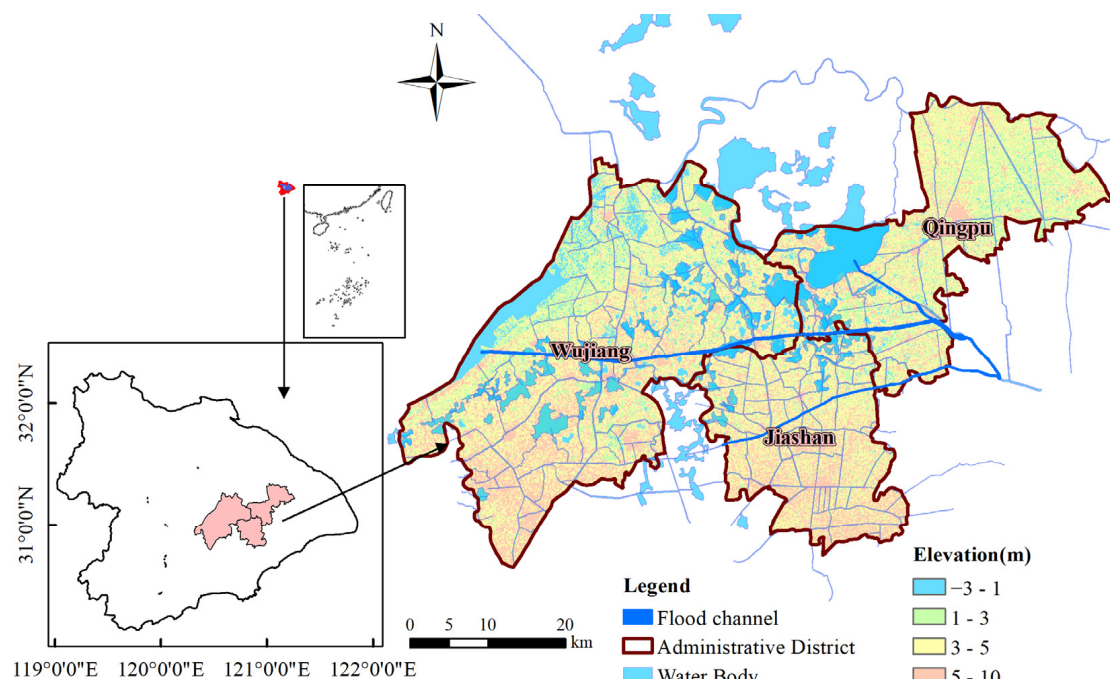 N
Qingpu
Wujiang
Jiashan
32°0'0"N
31°0'0"N
119°0'0"E
120°0'0"E
121°0'0"E
122°0'0"E
0 5 10 20
km
Legend
Flood channel
Administrative District
Water Body
Elevation(m)
−3 - 1
1 - 3
3 - 5
5 - 10